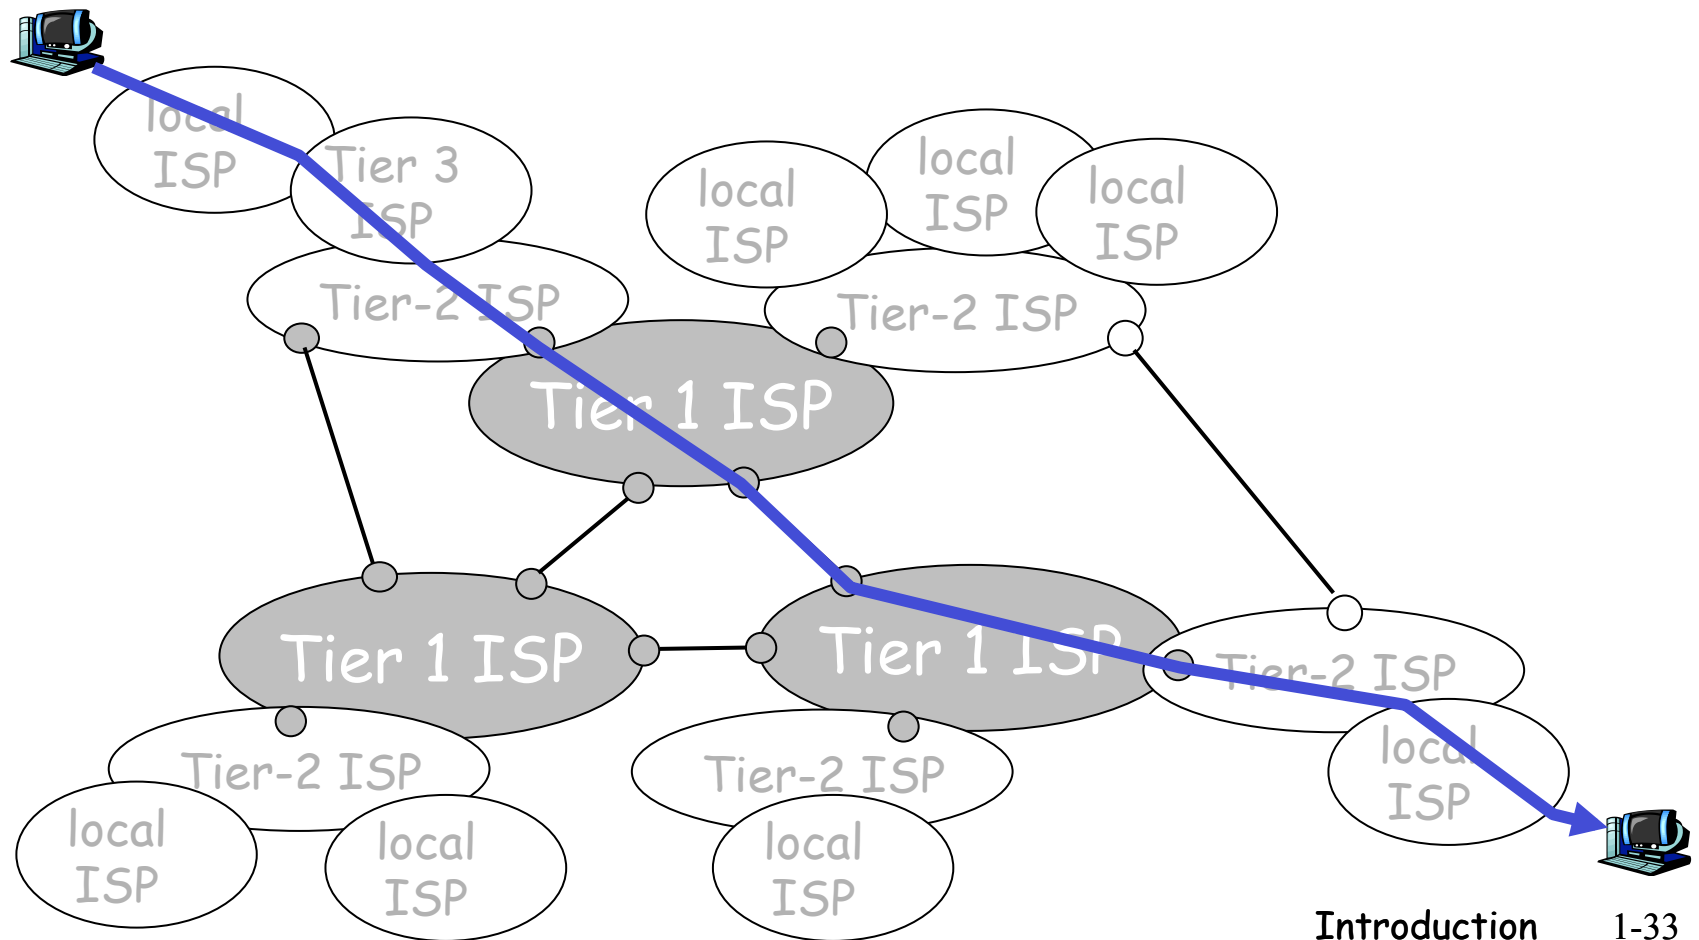 local
ISP
Tier 3
ISP
local
ISP
local
ISP
local
ISP
Tier-2 ISP
Tier-2 ISP
Tier 1 ISP
Tier 1 ISP
Tier 1 ISP
Tier-2 ISP
local
ISP
Tier-2 ISP
local
ISP
local
ISP
Tier-2 ISP
local
ISP
Introduction 1-33